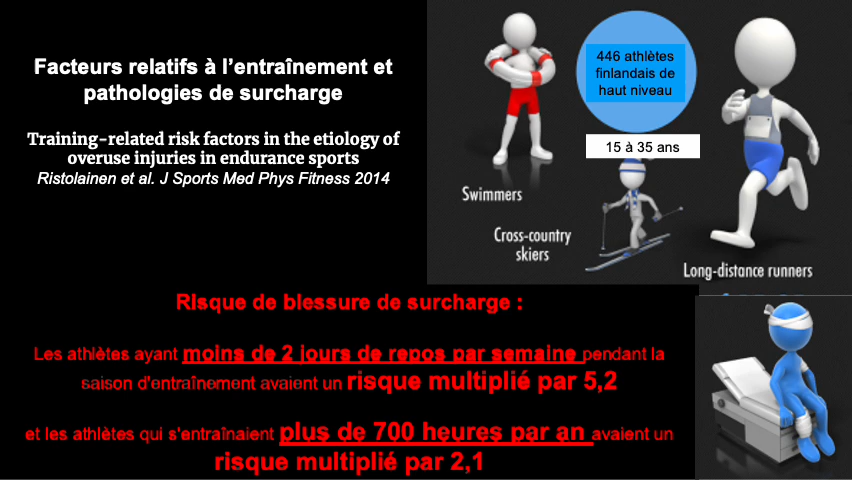 Facteurs relatifs à l'entraînement et
pathologies de surcharge
Training-related risk factors in the etiology of
overuse injuries in endurance sports
Ristolainen et al. J Sports Med Phys Fitness 2014
446 athlètes
finlandais de
haut niveau
15 à 35 ans
Swimmers
Cross-country
skiers
Long-distance runners
RIsque de blessure de surcharge :
Les athlètes ayant moins de 2 jours de repos par semaine pendant la
saison d'entraînement avaient un risque multiplié par 5,2
et les athlètes qui s'entraînaient plus de 700 heures par an avaient un
risque multiplié par 2,1